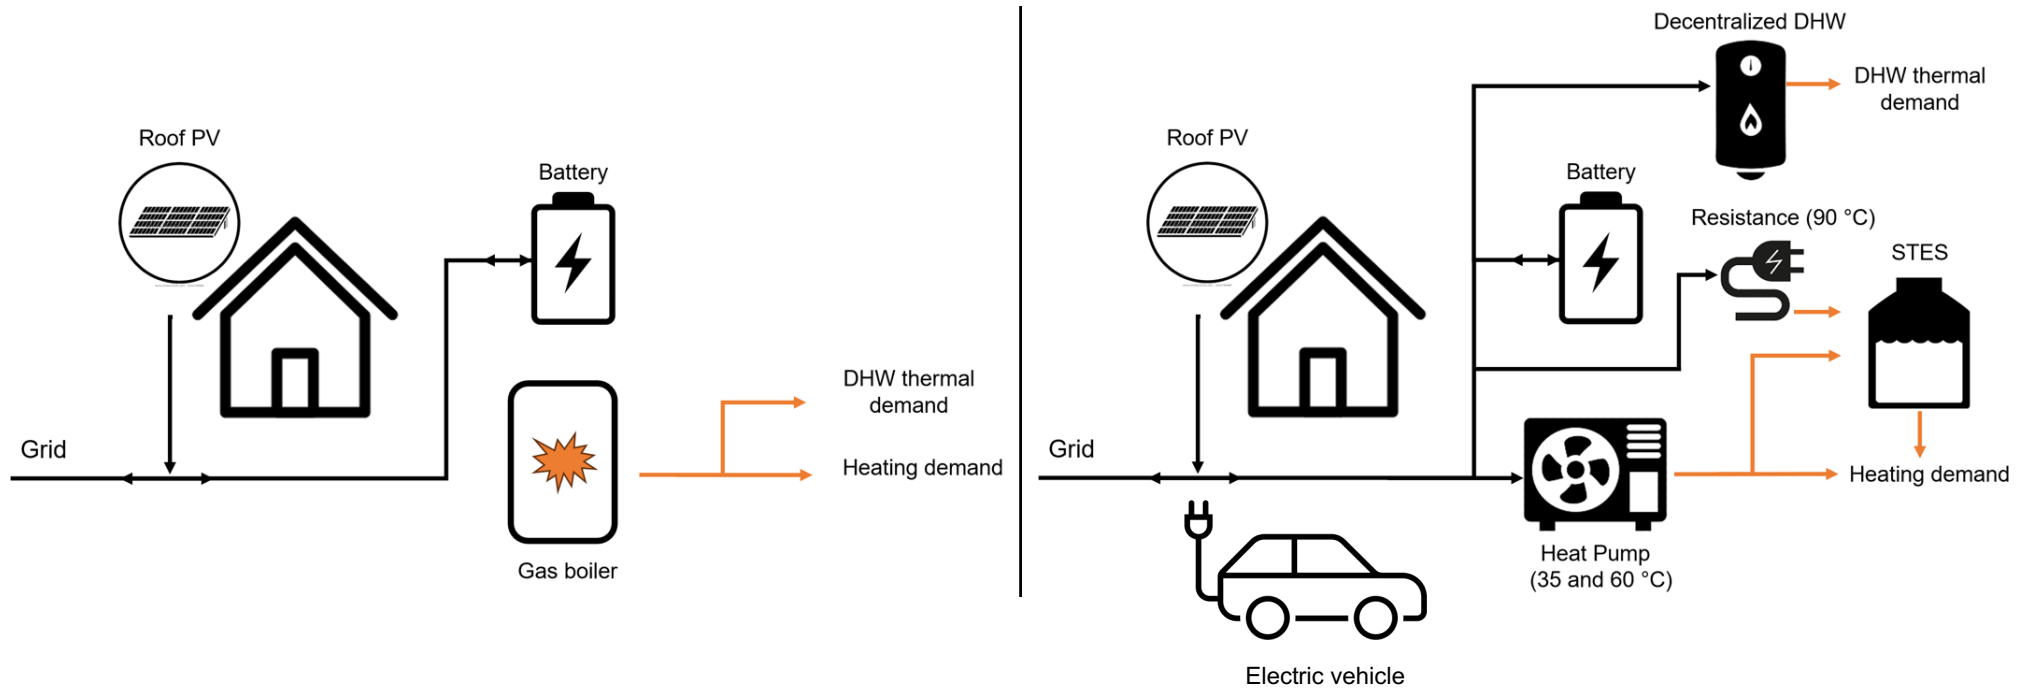 Roof PV
Battery
DHW thermal
demand
Grid
Heating demand
Gas boiler
Decentralized DHW
DHW thermal
demand
Roof PV
Battery
Resistance (90 °C)
STES
Grid
Heating demand
Heat Pump
(35 and 60 °C)
Electric vehicle